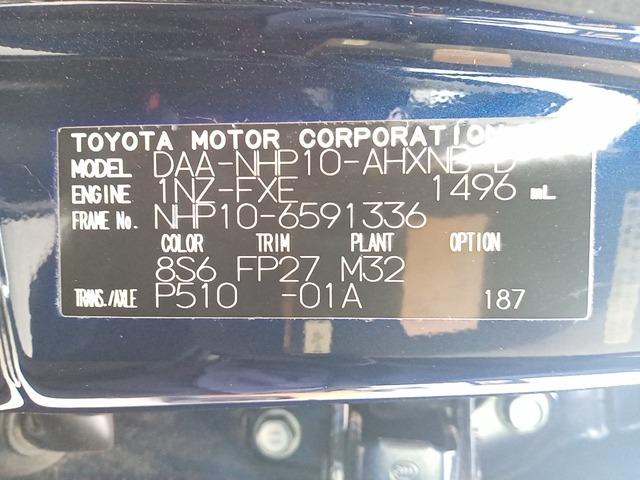 TOYOTA MOTOR CORPORATION
MODEL DAA-NHP10-AHXNB
ENGINE 1NZ-FXE 1496 mL
FRAME No. NHP10-6591336
COLOR TRIM PLANT OPTION
8S6 FP27 M32
TRANS./AXLE P510 -01A 187